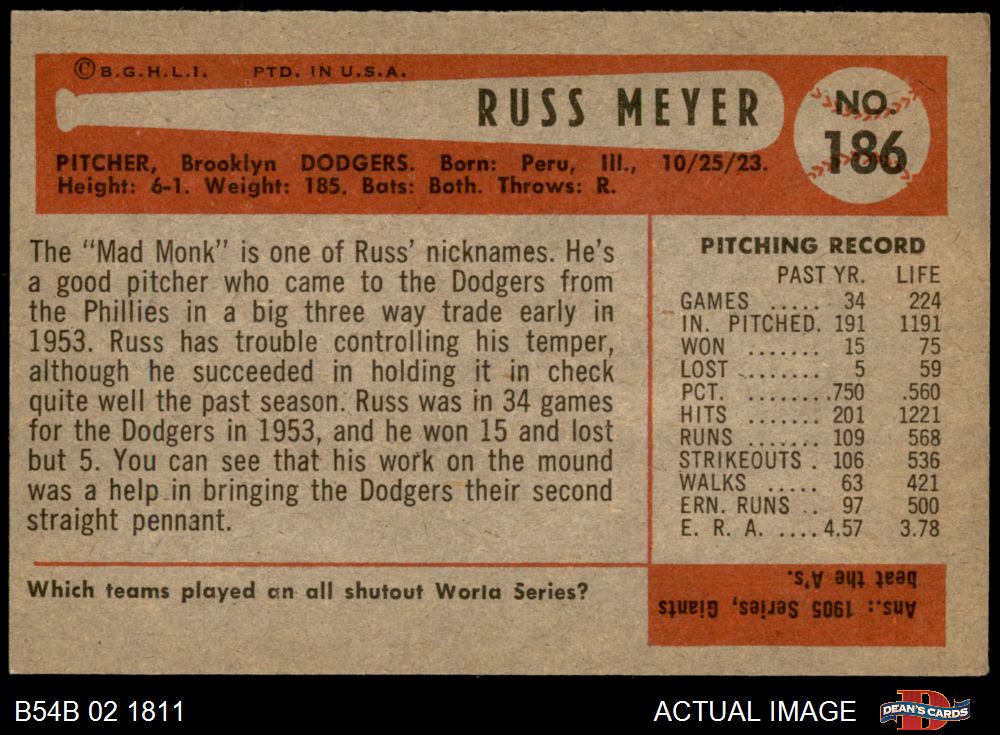 ©B.G.H.L.I. PTD. IN U.S.A.
RUSS MEYER
NO.
186
PITCHER, Brooklyn DODGERS. Born: Peru, Ill., 10/25/23.
Height: 6-1. Weight: 185. Bats: Both. Throws: R.
The "Mad Monk" is one of Russ' nicknames. He's
a good pitcher who came to the Dodgers from
the Phillies in a big three way trade early in
1953. Russ has trouble controlling his temper,
although he succeeded in holding it in check
quite well the past season. Russ was in 34 games
for the Dodgers in 1953, and he won 15 and lost
but 5. You can see that his work on the mound
was a help in bringing the Dodgers their second
straight pennant.
PITCHING RECORD
PAST YR. LIFE
GAMES ..... 34 224
IN. PITCHED. 191 1191
WON ....... 15 75
LOST ....... 5 59
PCT. ...... .750 .560
HITS ...... 201 1221
RUNS ...... 109 568
STRIKEOUTS . 106 536
WALKS ..... 63 421
ERN. RUNS .. 97 500
E. R. A. .... 4.57 3.78
Which teams played an all shutout World Series?
Ans.: 1905 Series, Giants
beat the A's.
B54B 02 1811
ACTUAL IMAGE
DEAN'S CARDS